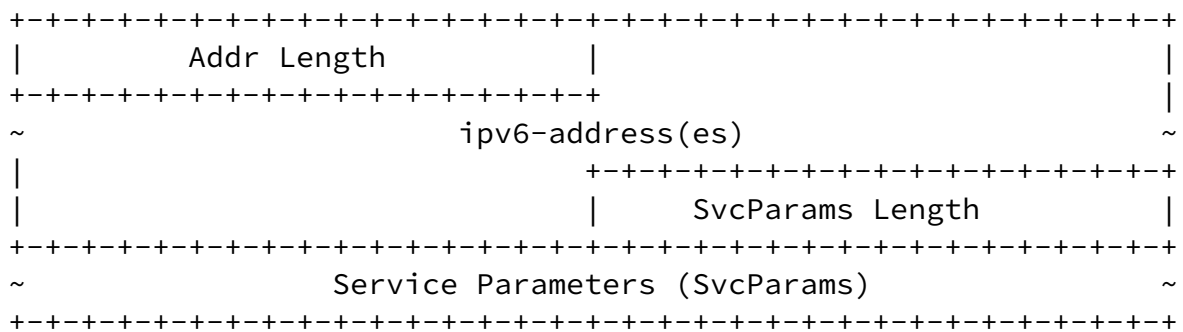 +-+-+-+-+-+-+-+-+-+-+-+-+-+-+-+-+-+-+-+-+-+-+-+-+-+-+-+-+-+-+-+-+
|         Addr Length           |                               |
+-+-+-+-+-+-+-+-+-+-+-+-+-+-+-+-+                               |
~                        ipv6-address(es)                       ~
|                               +-+-+-+-+-+-+-+-+-+-+-+-+-+-+-+-+
|                               |     SvcParams Length          |
+-+-+-+-+-+-+-+-+-+-+-+-+-+-+-+-+-+-+-+-+-+-+-+-+-+-+-+-+-+-+-+-+
~                 Service Parameters (SvcParams)                ~
+-+-+-+-+-+-+-+-+-+-+-+-+-+-+-+-+-+-+-+-+-+-+-+-+-+-+-+-+-+-+-+-+